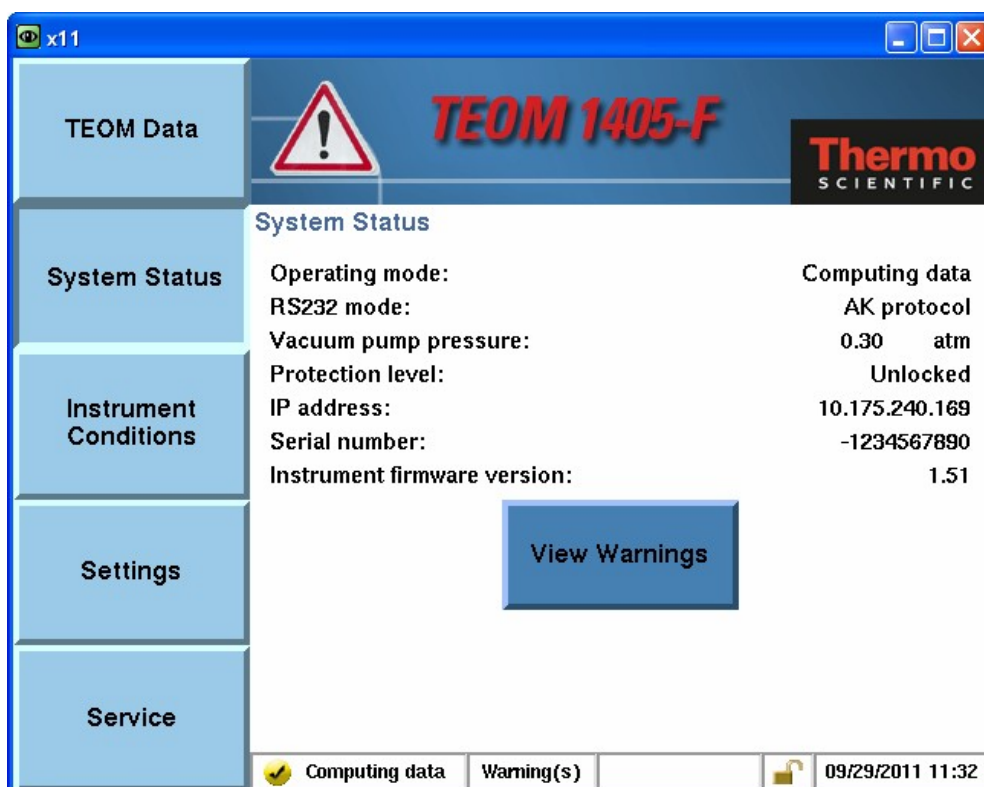 x11
TEOM Data
TEOM 1405-F
Thermo
SCIENTIFIC
System Status
System Status
Operating mode: Computing data
RS232 mode: AK protocol
Vacuum pump pressure: 0.30 atm
Protection level: Unlocked
IP address: 10.175.240.169
Serial number: -1234567890
Instrument firmware version: 1.51
Instrument
Conditions
View Warnings
Settings
Service
Computing data Warning(s) 09/29/2011 11:32